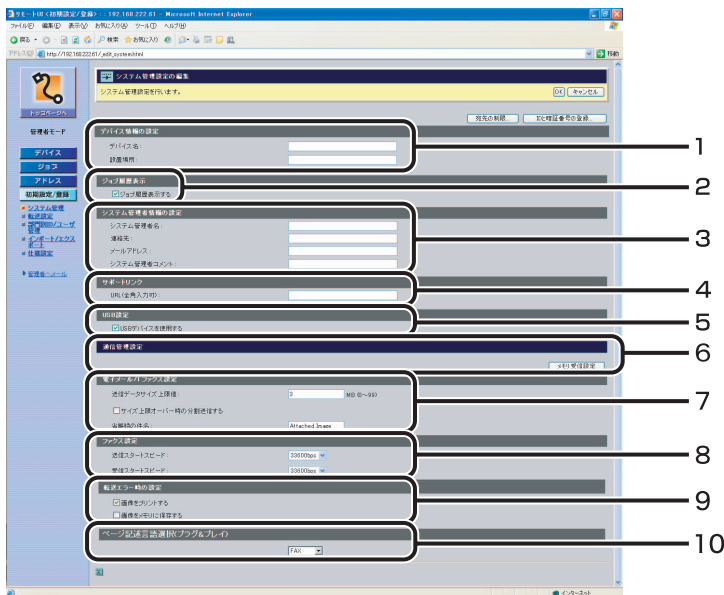 リモートUI<初期設定/登録>: : 192.168.222.61 - Microsoft Internet Explorer
ファイル(F) 編集(E) 表示(V) お気に入り(A) ツール(T) ヘルプ(H)
戻る 検索 お気に入り
アドレス(D) http://192.168.222.61/_edit_system.html 移動
トップページへ
管理者モード
デバイス
ジョブ
アドレス
初期設定/登録
システム管理
転送設定
部門別ID/ユーザ管理
インポート/エクスポート
仕様設定
管理者へメール
システム管理設定の編集
システム管理設定を行います。 OK キャンセル
宛先の制限... IDと暗証番号の登録...
デバイス情報の設定
デバイス名:
設置場所:
1
ジョブ履歴表示
ジョブ履歴表示する
2
システム管理者情報の設定
システム管理者名:
連絡先:
メールアドレス:
システム管理者コメント:
3
サポートリンク
URL(全角入力可):
4
USB設定
USBデバイスを使用する
5
通信管理設定
メモリ受信設定
6
電子メール/Iファクス設定
送信データサイズ上限値: 3 MB (0~99)
サイズ上限オーバー時の分割送信する
省略時の件名: Attached Image
7
ファクス設定
送信スタートスピード: 33600bps
受信スタートスピード: 33600bps
8
転送エラー時の設定
画像をプリントする
画像をメモリに保存する
9
ページ記述言語選択(プラグ&プレイ)
FAX
10
インターネット